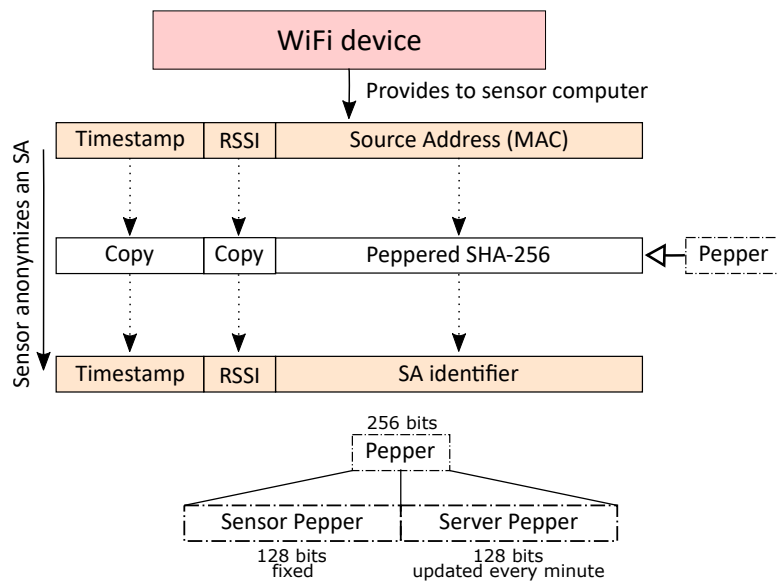 WiFi device
Provides to sensor computer
Sensor anonymizes an SA
Timestamp RSSI Source Address (MAC)
Copy Copy Peppered SHA-256 Pepper
Timestamp RSSI SA identifier
256 bits
Pepper
Sensor Pepper Server Pepper
128 bits 128 bits
fixed updated every minute